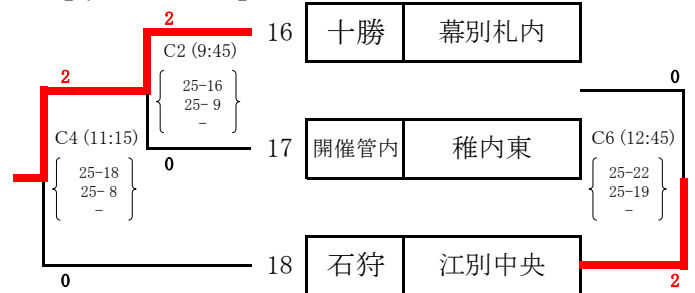 2
16 十勝 幕別札内
C2 (9:45)
2
25-16
25- 9
-
0
C4 (11:15)
0
17 開催管内 稚内東
C6 (12:45)
25-18
25- 8
-
25-22
25-19
-
0
18 石狩 江別中央
2